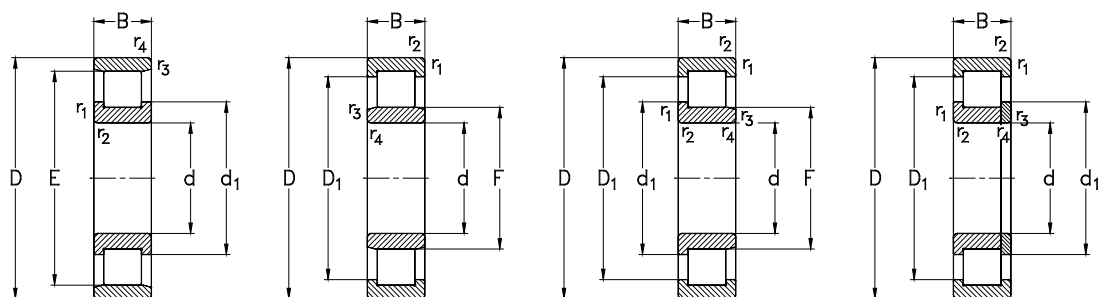 B B B B
r4 r2 r2 r2
r3 r1 r1 r1
r1 r3 r1 r3 r1 r3
r2 r4 r2 r4 r2 r4
D E d d1 D D1 d F D D1 d1 d F D D1 d d1